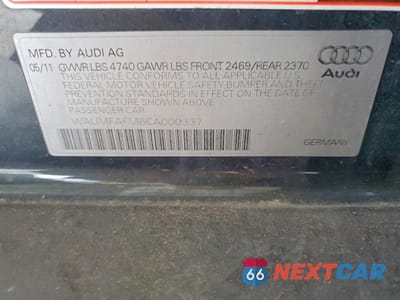 MFD. BY AUDI AG
05/11 GVWR LBS 4740 GAWR LBS FRONT 2469/REAR 2370
THIS VEHICLE CONFORMS TO ALL APPLICABLE U.S.
FEDERAL MOTOR VEHICLE SAFETY BUMPER AND THEFT
PREVENTION STANDARDS IN EFFECT ON THE DATE OF
MANUFACTURE SHOWN ABOVE
PASSENGER CAR
WAUMFAFM8CA000337
Audi
GERMANY
66 NEXTCAR